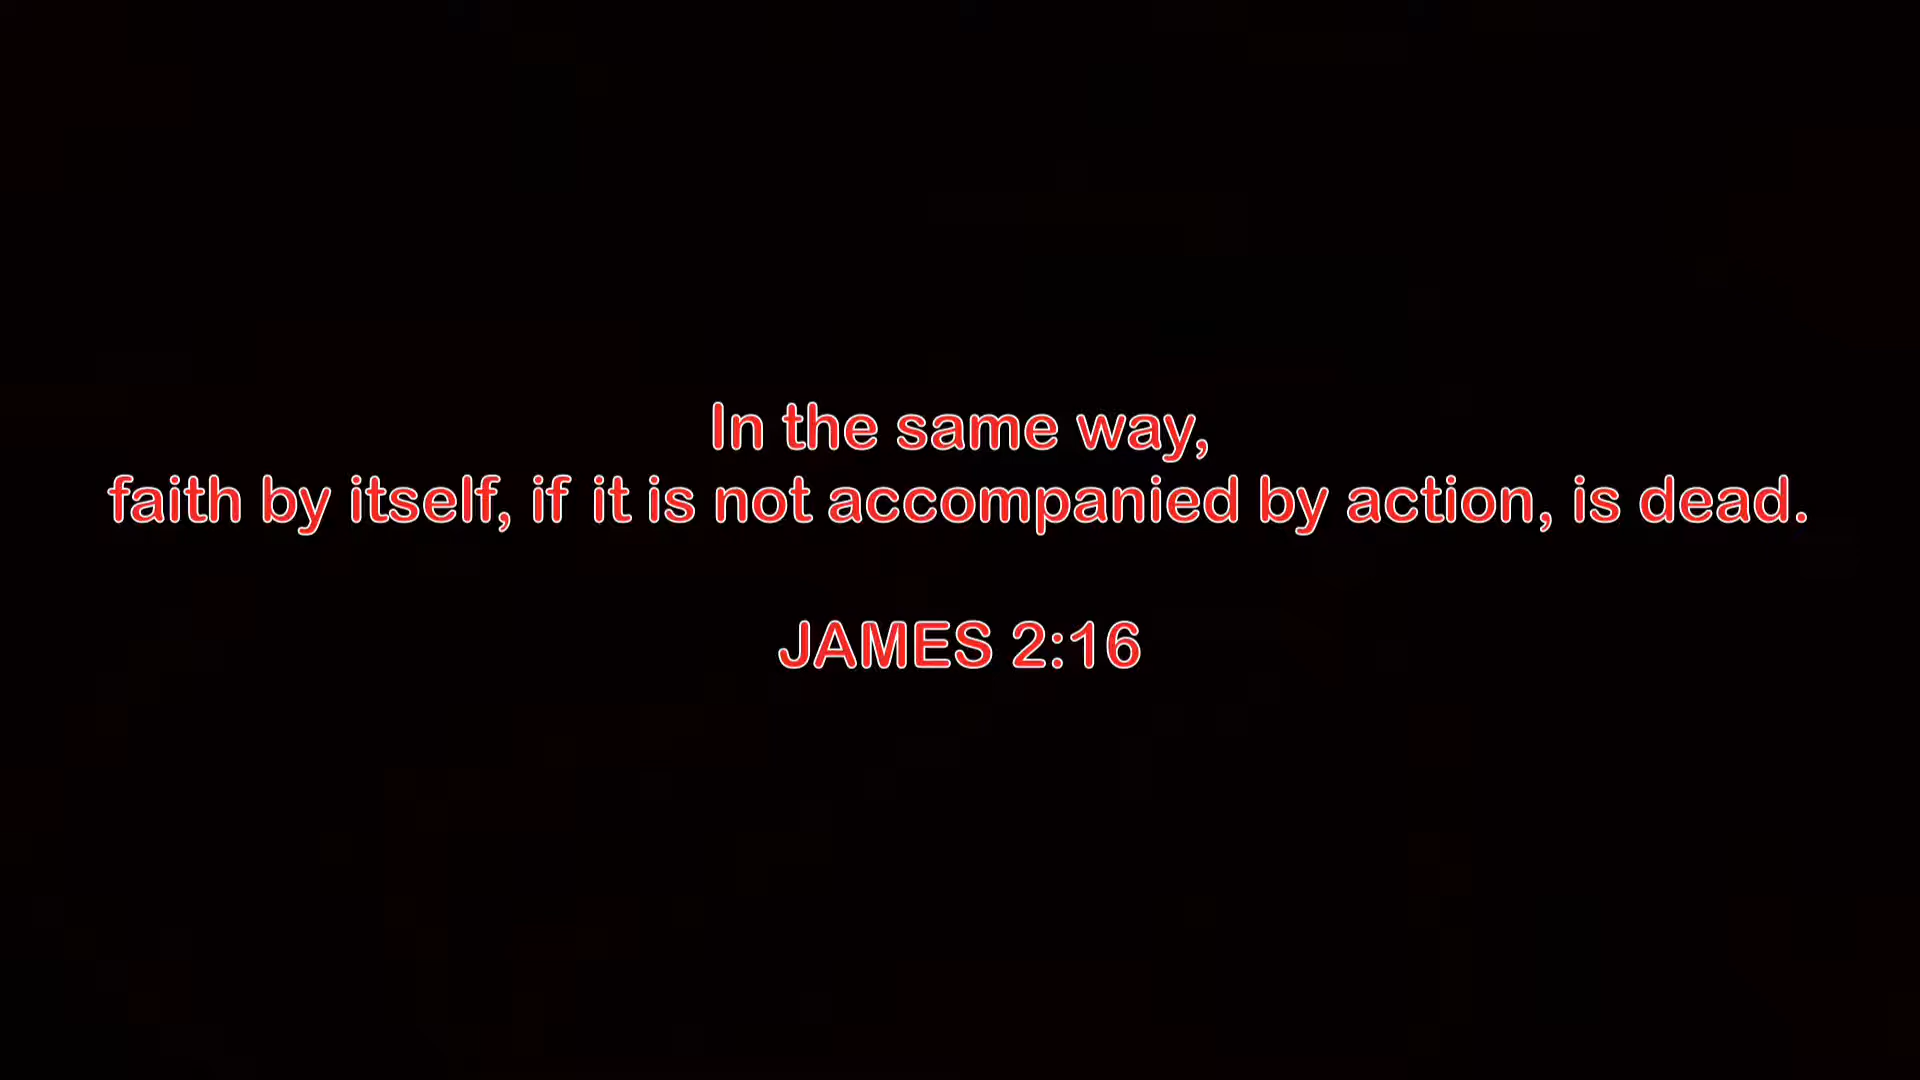 In the same way,
faith by itself, if it is not accompanied by action, is dead.
JAMES 2:16